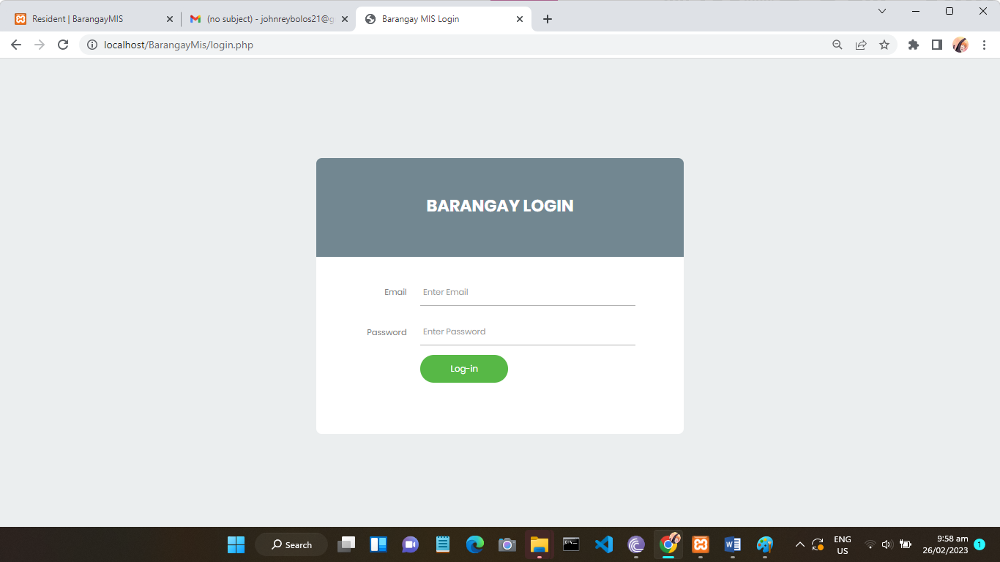 Resident | BarangayMIS
(no subject) - johnreybolos21@g
Barangay MIS Login
localhost/BarangayMis/login.php
BARANGAY LOGIN
Email
Enter Email
Password
Enter Password
Log-in
Search
ENG
US
9:58 am
26/02/2023
1